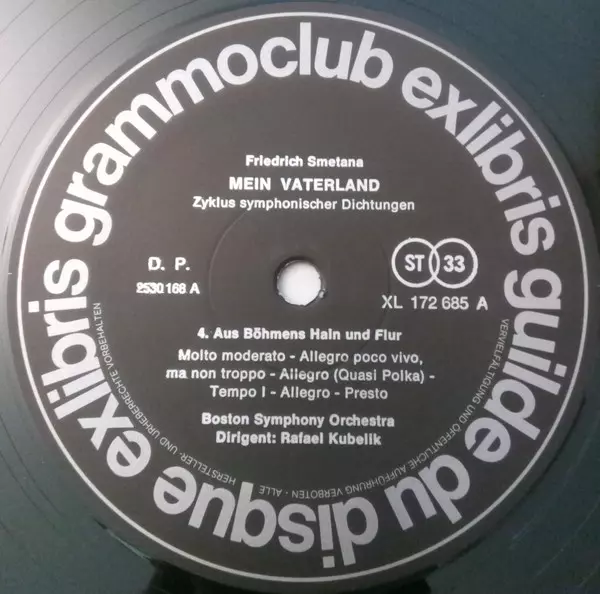 exlibris grammoclub exlibris guilde du disque
Friedrich Smetana
MEIN VATERLAND
Zyklus symphonischer Dichtungen
D. P.
2530 168 A
ST 33
XL 172 685 A
4. Aus Böhmens Hain und Flur
Molto moderato - Allegro poco vivo,
ma non troppo - Allegro (Quasi Polka) -
Tempo I - Allegro - Presto
Boston Symphony Orchestra
Dirigent: Rafael Kubelik
ALLE HERSTELLER- UND URHEBERRECHTE VORBEHALTEN
VERVIELFÄLTIGUNG UND ÖFFENTLICHE AUFFÜHRUNG VERBOTEN ·